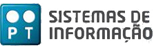 PT
SISTEMAS DE
INFORMAÇÃO